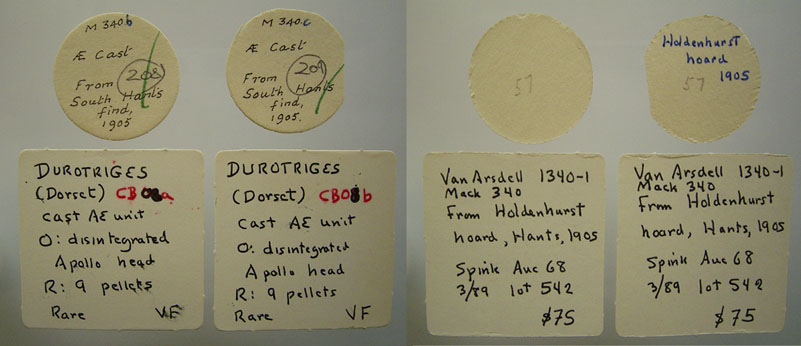 M 340b
Æ Cast
From 208
South Hants
find,
1905
M 340c
Æ Cast
From 209
South Hants
find,
1905.
57
Holdenhurst
hoard
1905
57
DUROTRIGES
(Dorset) CB08a
cast AE unit
O: disintegrated
Apollo head
R: 9 pellets
Rare VF
DUROTRIGES
(Dorset) CB08b
Cast AE unit
O: disintegrated
Apollo head
R: 9 pellets
Rare VF
Van Arsdell 1340-1
Mack 340
From Holdenhurst
hoard, Hants, 1905
Spink Auc 68
3/89 lot 542
$75
Van Arsdell 1340-1
Mack 340
From Holdenhurst
hoard, Hants, 1905
Spink Auc 68
3/89 lot 542
$75